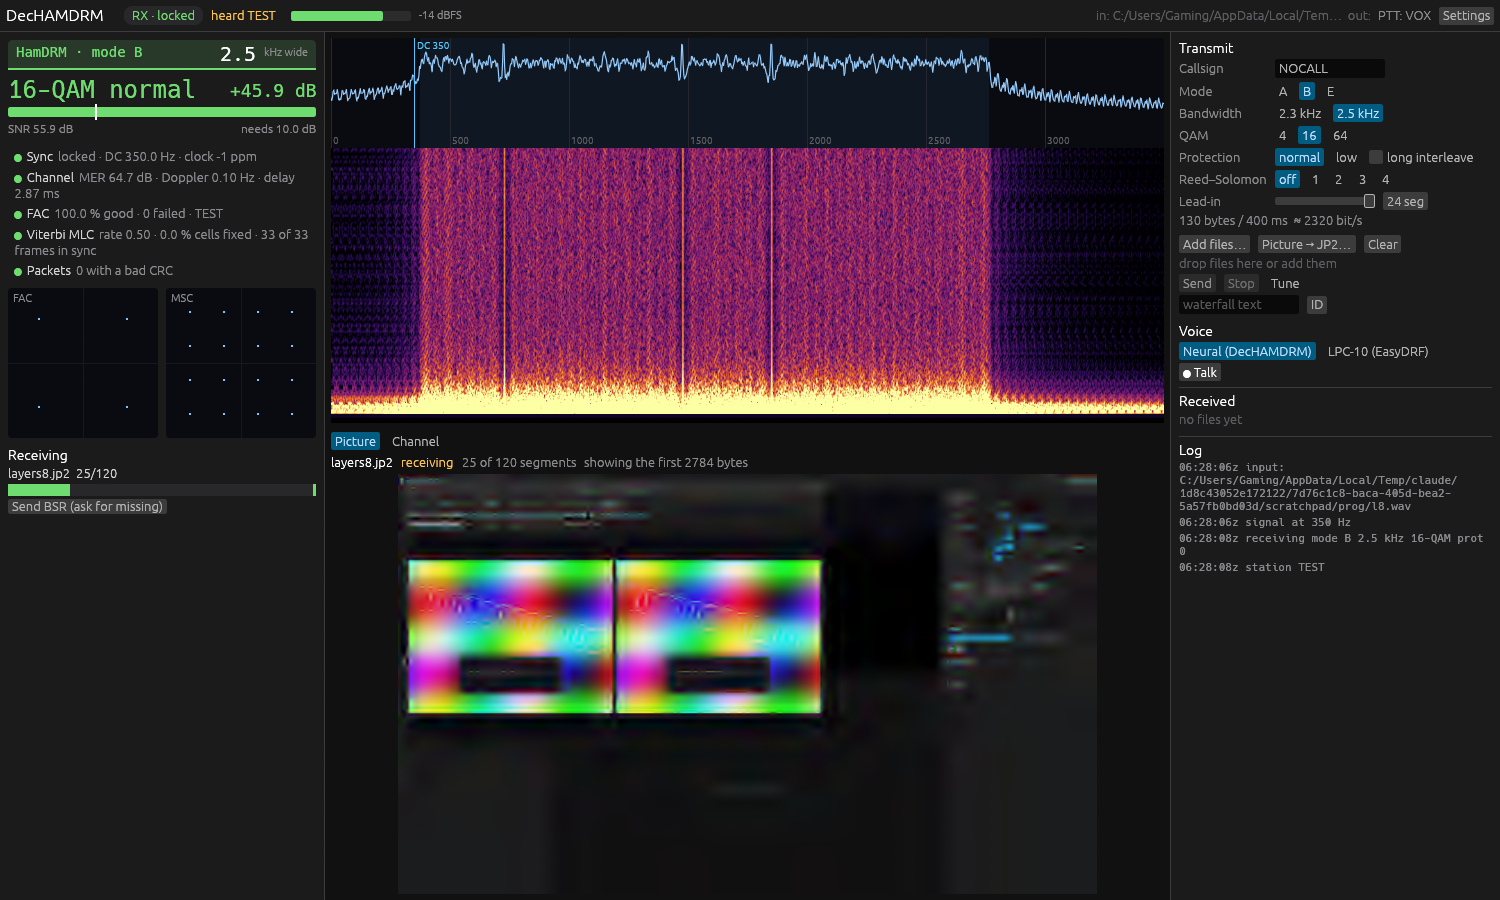 DecHAMDRM RX · locked heard TEST -14 dBFS in: C:/Users/Gaming/AppData/Local/Tem... out: PTT: VOX Settings
HamDRM · mode B 2.5 kHz wide
16-QAM normal +45.9 dB
SNR 55.9 dB needs 10.0 dB
Sync locked · DC 350.0 Hz · clock -1 ppm
Channel MER 64.7 dB · Doppler 0.10 Hz · delay
2.87 ms
FAC 100.0 % good · 0 failed · TEST
Viterbi MLC rate 0.50 · 0.0 % cells fixed · 33 of 33
frames in sync
Packets 0 with a bad CRC
FAC MSC
Receiving
layers8.jp2 25/120
Send BSR (ask for missing)
DC 350
0 500 1000 1500 2000 2500 3000
Picture Channel
layers8.jp2 receiving 25 of 120 segments showing the first 2784 bytes
Transmit
Callsign NOCALL
Mode A B E
Bandwidth 2.3 kHz 2.5 kHz
QAM 4 16 64
Protection normal low long interleave
Reed–Solomon off 1 2 3 4
Lead-in 24 seg
130 bytes / 400 ms ≈ 2320 bit/s
Add files... Picture → JP2... Clear
drop files here or add them
Send Stop Tune
waterfall text ID
Voice
Neural (DecHAMDRM) LPC-10 (EasyDRF)
Talk
Received
no files yet
Log
06:28:06z input:
C:/Users/Gaming/AppData/Local/Temp/claude/
1d8c43052e172122/7d76c1c8-baca-405d-bea2-
5a57fb0bd03d/scratchpad/prog/l8.wav
06:28:06z signal at 350 Hz
06:28:08z receiving mode B 2.5 kHz 16-QAM prot
0
06:28:08z station TEST